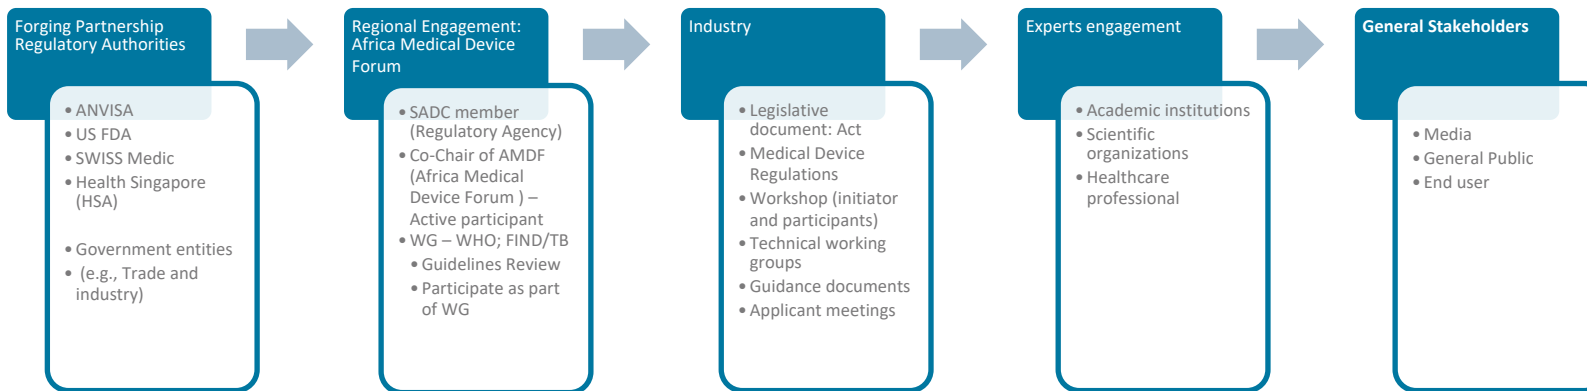 Forging Partnership
Regulatory Authorities
• ANVISA
• US FDA
• SWISS Medic
• Health Singapore
(HSA)
• Government entities
• (e.g., Trade and
industry)
Regional Engagement:
Africa Medical Device
Forum
• SADC member
(Regulatory Agency)
• Co-Chair of AMDF
(Africa Medical
Device Forum ) –
Active participant
• WG – WHO; FIND/TB
• Guidelines Review
• Participate as part
of WG
Industry
• Legislative
document: Act
• Medical Device
Regulations
• Workshop (initiator
and participants)
• Technical working
groups
• Guidance documents
• Applicant meetings
Experts engagement
• Academic institutions
• Scientific
organizations
• Healthcare
professional
General Stakeholders
• Media
• General Public
• End user